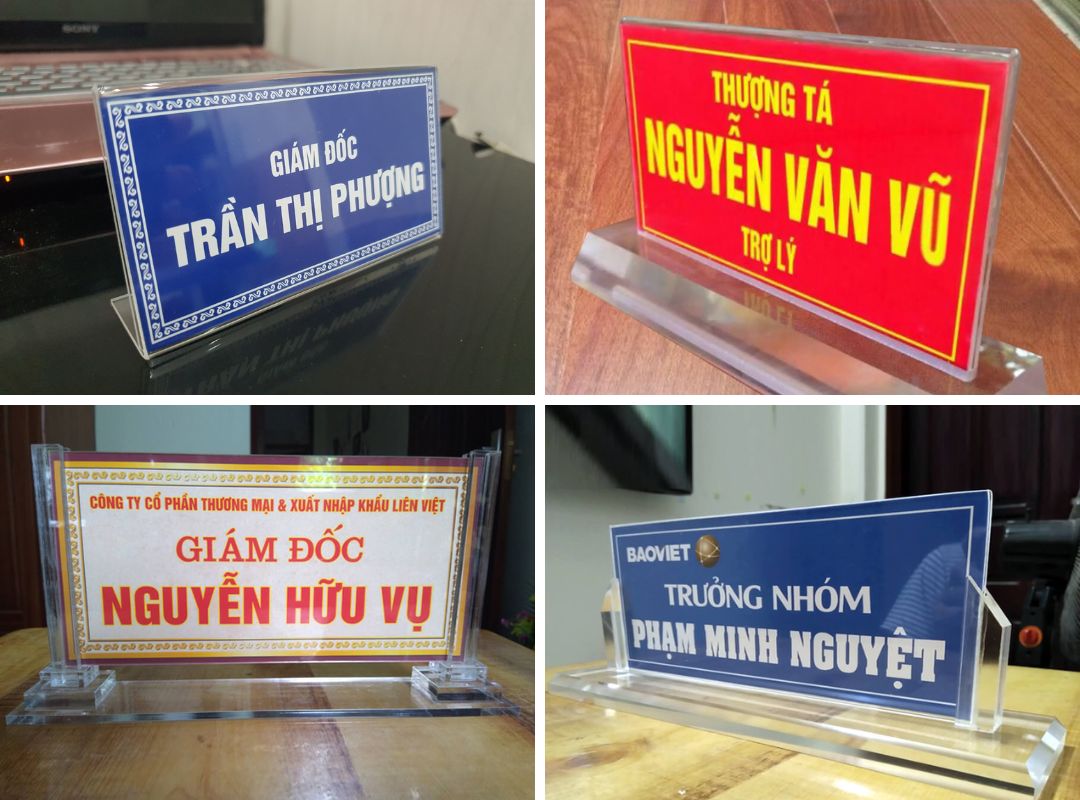 SONY
GIÁM ĐỐC
TRẦN THỊ PHƯỢNG
THƯỢNG TÁ
NGUYỄN VĂN VŨ
TRỢ LÝ
CÔNG TY CỔ PHẦN THƯƠNG MẠI & XUẤT NHẬP KHẨU LIÊN VIỆT
GIÁM ĐỐC
NGUYỄN HỮU VỤ
BAOVIET
TRƯỞNG NHÓM
PHẠM MINH NGUYỆT